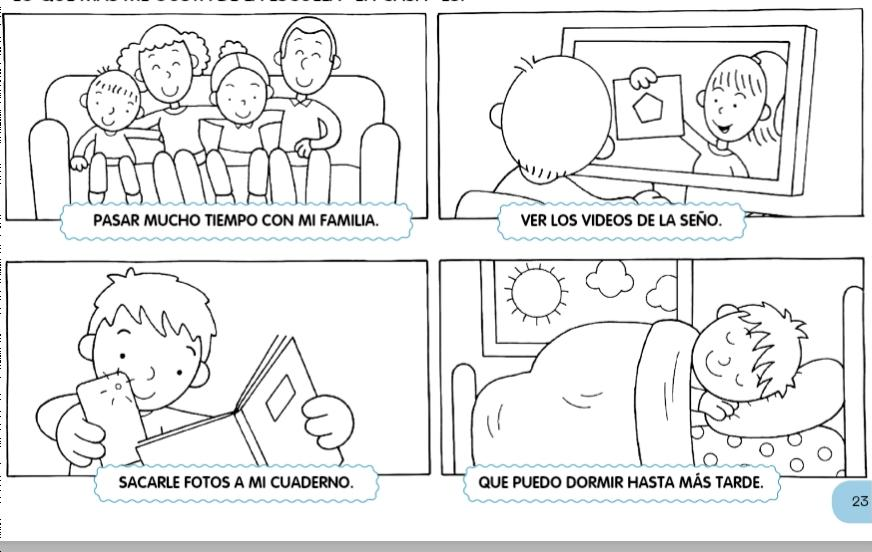 PASAR MUCHO TIEMPO CON MI FAMILIA.
VER LOS VIDEOS DE LA SEÑO.
SACARLE FOTOS A MI CUADERNO.
QUE PUEDO DORMIR HASTA MÁS TARDE.
23